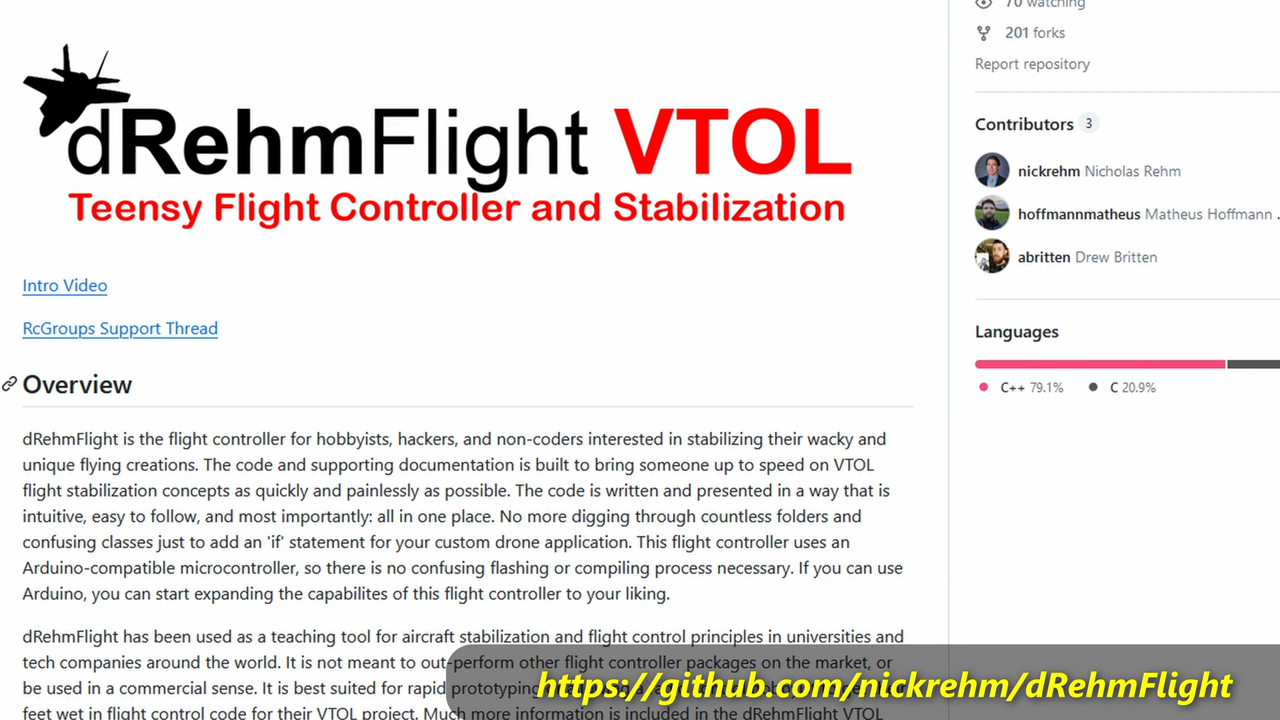 dRehmFlight VTOL
Teensy Flight Controller and Stabilization
Intro Video
RcGroups Support Thread
Overview
dRehmFlight is the flight controller for hobbyists, hackers, and non-coders interested in stabilizing their wacky and
unique flying creations. The code and supporting documentation is built to bring someone up to speed on VTOL
flight stabilization concepts as quickly and painlessly as possible. The code is written and presented in a way that is
intuitive, easy to follow, and most importantly: all in one place. No more digging through countless folders and
confusing classes just to add an 'if' statement for your custom drone application. This flight controller uses an
Arduino-compatible microcontroller, so there is no confusing flashing or compiling process necessary. If you can use
Arduino, you can start expanding the capabilites of this flight controller to your liking.
dRehmFlight has been used as a teaching tool for aircraft stabilization and flight control principles in universities and
tech companies around the world. It is not meant to out-perform other flight controller packages on the market, or
be used in a commercial sense. It is best suited for rapid prototyping
feet wet in flight control code for their VTOL project. Much more information is included in the dRehmFlight VTOL
70 watching
201 forks
Report repository
Contributors 3
nickrehm Nicholas Rehm
hoffmannmatheus Matheus Hoffmann .
abritten Drew Britten
Languages
C++ 79.1% C 20.9%
https://github.com/nickrehm/dRehmFlight